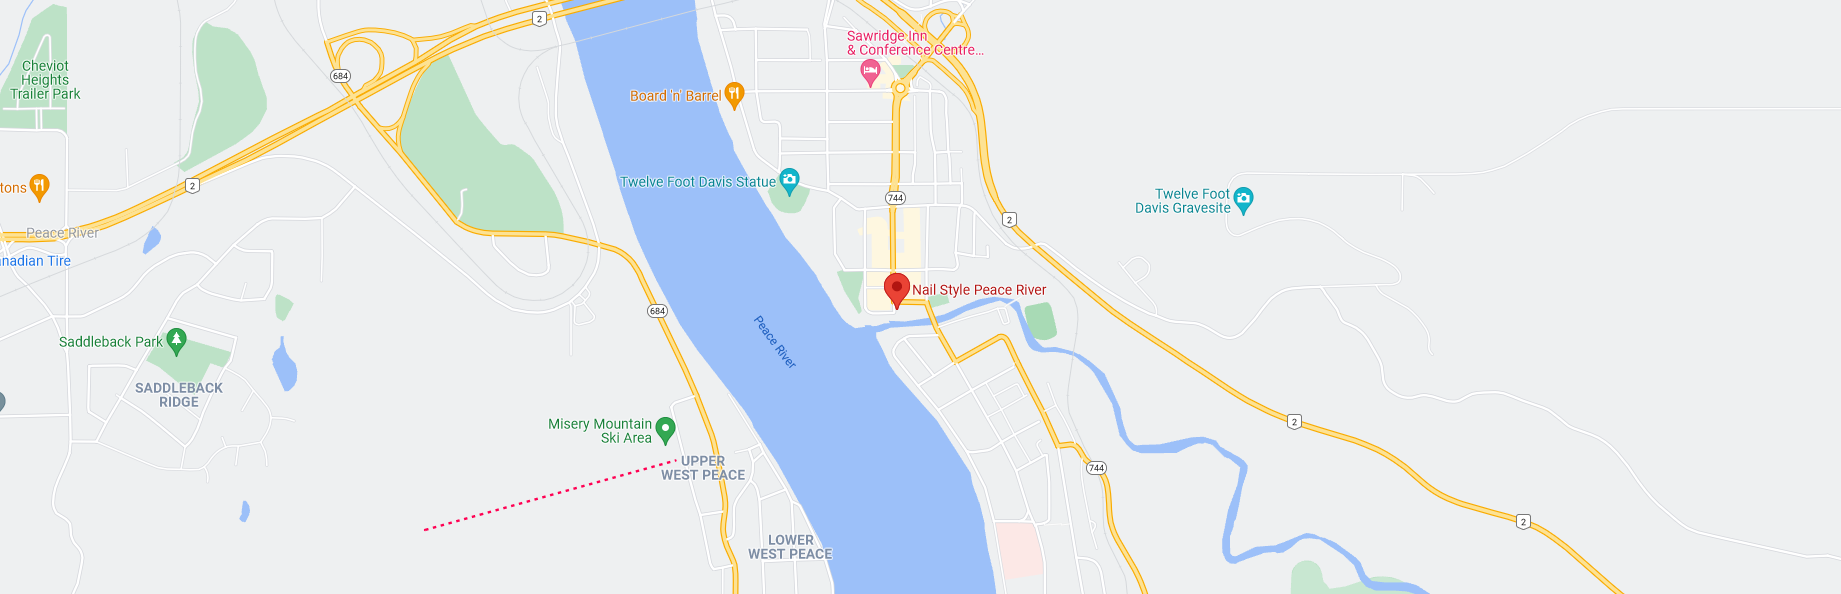 2
Sawridge Inn
& Conference Centre...
Cheviot
Heights
Trailer Park
684
Board 'n' Barrel
tons
2
Twelve Foot Davis Statue
744
Twelve Foot
Davis Gravesite
2
Peace River
anadian Tire
Nail Style Peace River
684
Peace River
Saddleback Park
SADDLEBACK
RIDGE
Misery Mountain
Ski Area
2
UPPER
WEST PEACE
744
2
LOWER
WEST PEACE